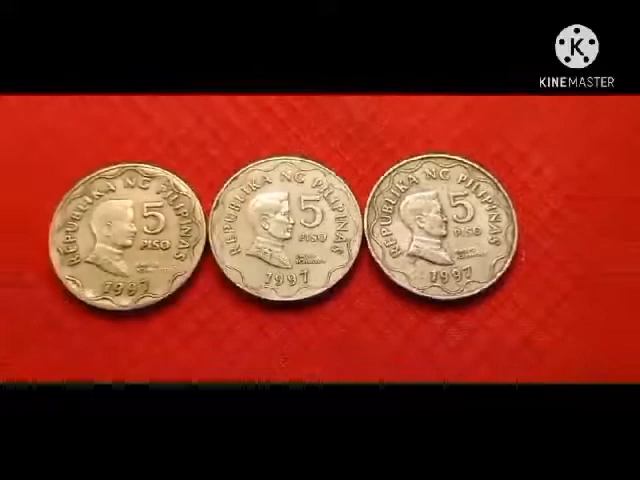 K
KINEMASTER
REPUBLIKA NG PILIPINAS
5
PISO
1997
REPUBLIKA NG PILIPINAS
5
PISO
1997
REPUBLIKA NG PILIPINAS
5
PISO
1997